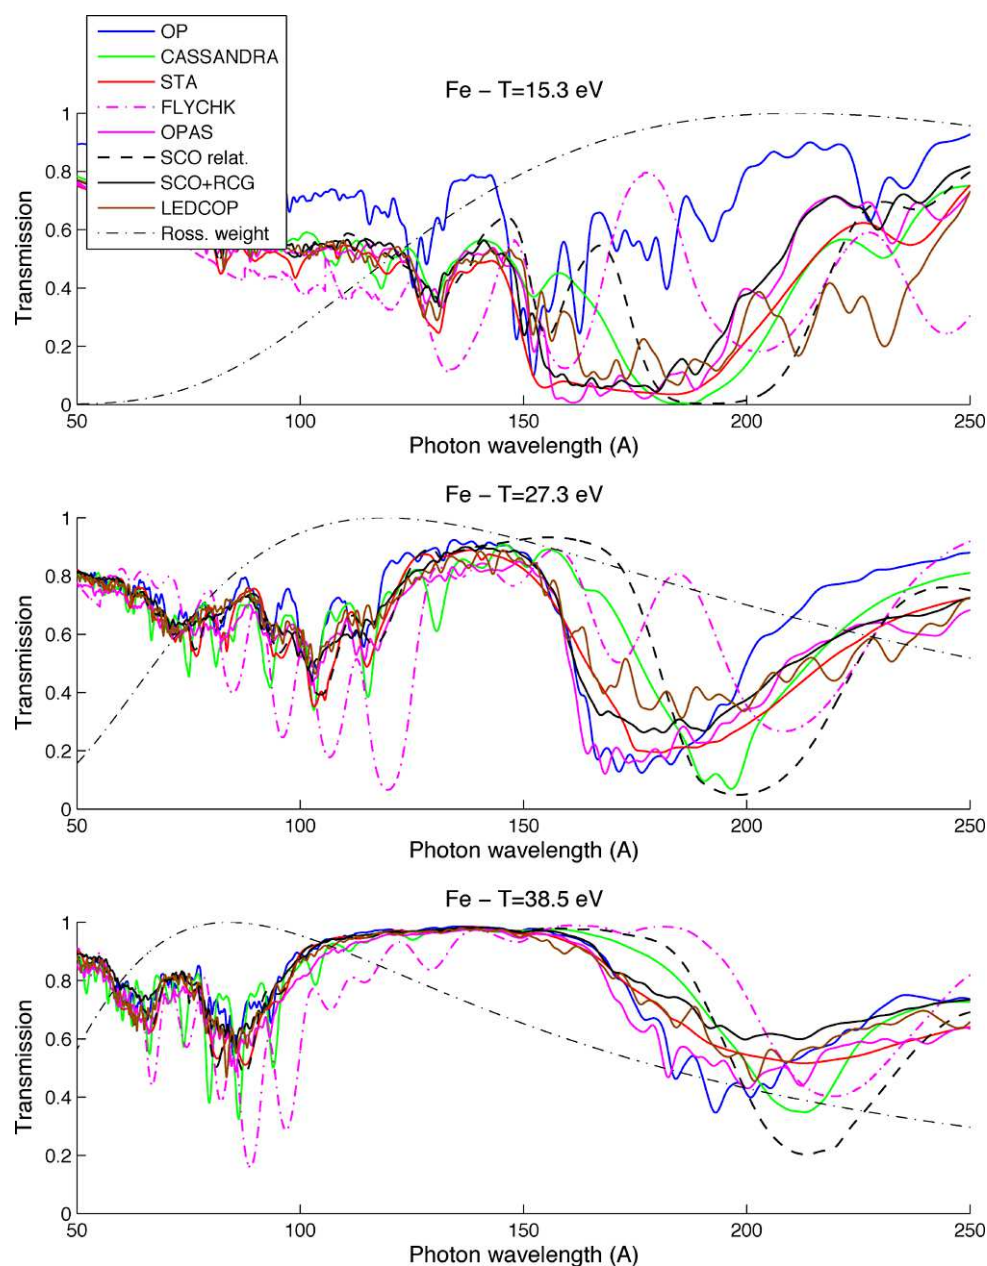 OP
CASSANDRA
STA
FLYCHK
OPAS
SCO relat.
SCO+RCG
LEDCOP
Ross. weight
Fe − T=15.3 eV
Transmission
1
0.8
0.6
0.4
0.2
0
50 100 150 200 250
Photon wavelength (A)
Fe − T=27.3 eV
Transmission
1
0.8
0.6
0.4
0.2
0
50 100 150 200 250
Photon wavelength (A)
Fe − T=38.5 eV
Transmission
1
0.8
0.6
0.4
0.2
0
50 100 150 200 250
Photon wavelength (A)